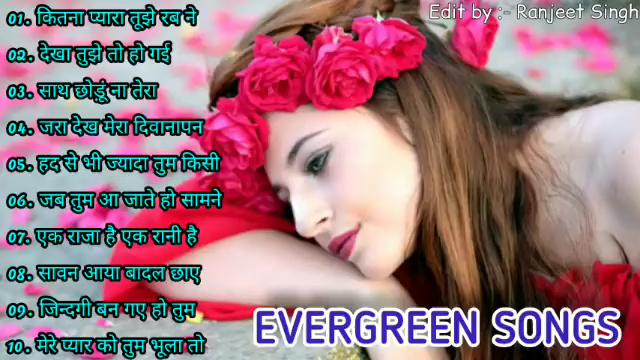 Edit by :- Ranjeet Singh
01. कितना प्यारा तूझे रब ने
02. देखा तुझे तो हो गई
03. साथ छोड़ूं ना तेरा
04. जरा देख मेरा दिवानापन
05. हद से भी ज्यादा तुम किसी
06. जब तुम आ जाते हो सामने
07. एक राजा है एक रानी है
08. सावन आया बादल छाए
09. जिन्दगी बन गए हो तुम
10. मेरे प्यार को तुम भूला तो
EVERGREEN SONGS